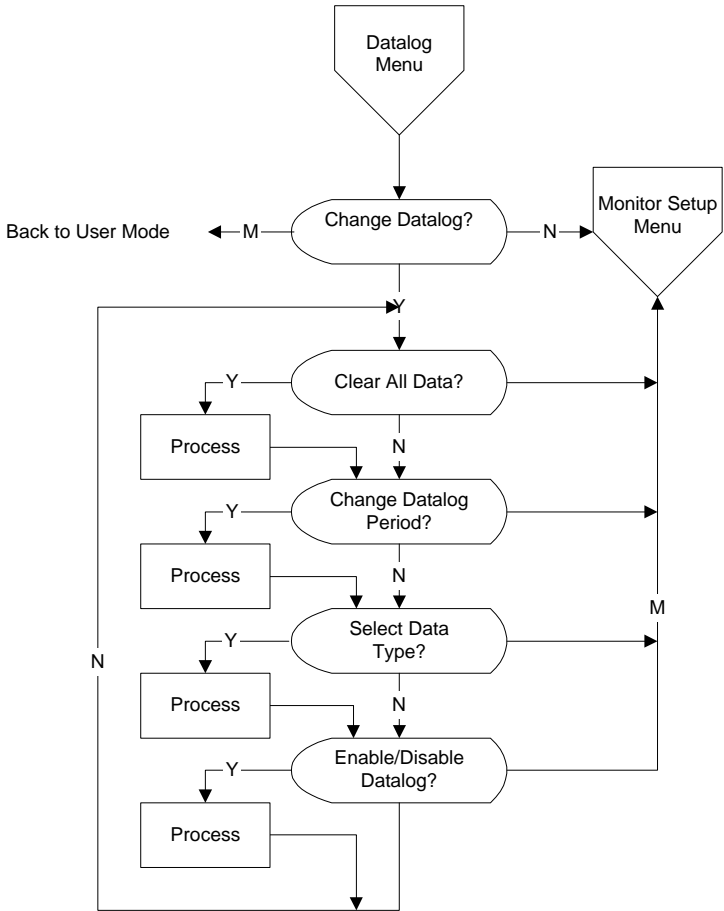 Datalog
Menu
Monitor Setup
Menu
Change Datalog?
Back to User Mode
M
N
Y
Clear All Data?
Y
Process
N
Change Datalog
Period?
Y
Process
N
M
Select Data
Type?
Y
N
Process
N
Enable/Disable
Datalog?
Y
Process